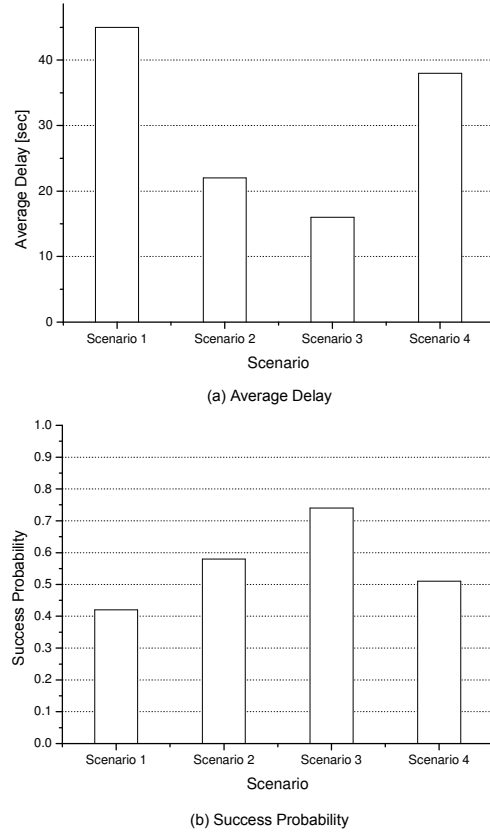 40
30
20
10
0
Average Delay [sec]
Scenario 1 Scenario 2 Scenario 3 Scenario 4
Scenario
(a) Average Delay
1.0
0.9
0.8
0.7
0.6
0.5
0.4
0.3
0.2
0.1
0.0
Success Probability
Scenario 1 Scenario 2 Scenario 3 Scenario 4
Scenario
(b) Success Probability